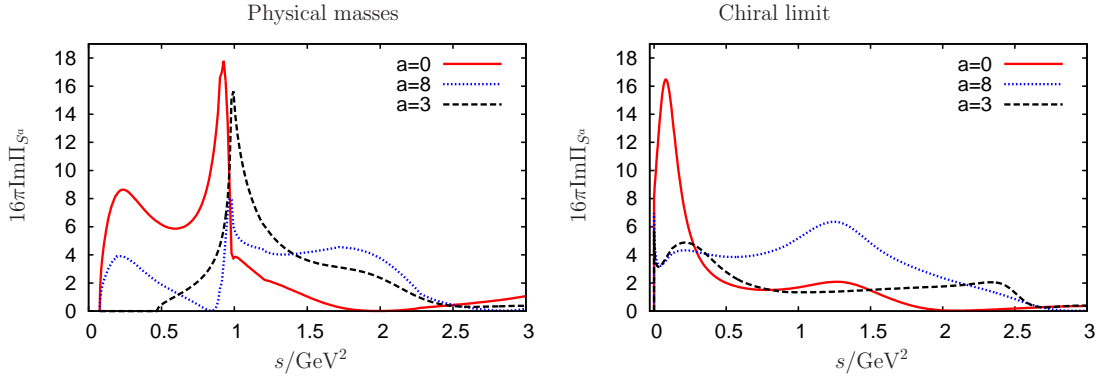 Physical masses
16πImΠ_{S^a}
18
16
14
12
10
8
6
4
2
0
a=0
a=8
a=3
0 0.5 1 1.5 2 2.5 3
s/GeV²
Chiral limit
16πImΠ_{S^a}
18
16
14
12
10
8
6
4
2
0
a=0
a=8
a=3
0 0.5 1 1.5 2 2.5 3
s/GeV²